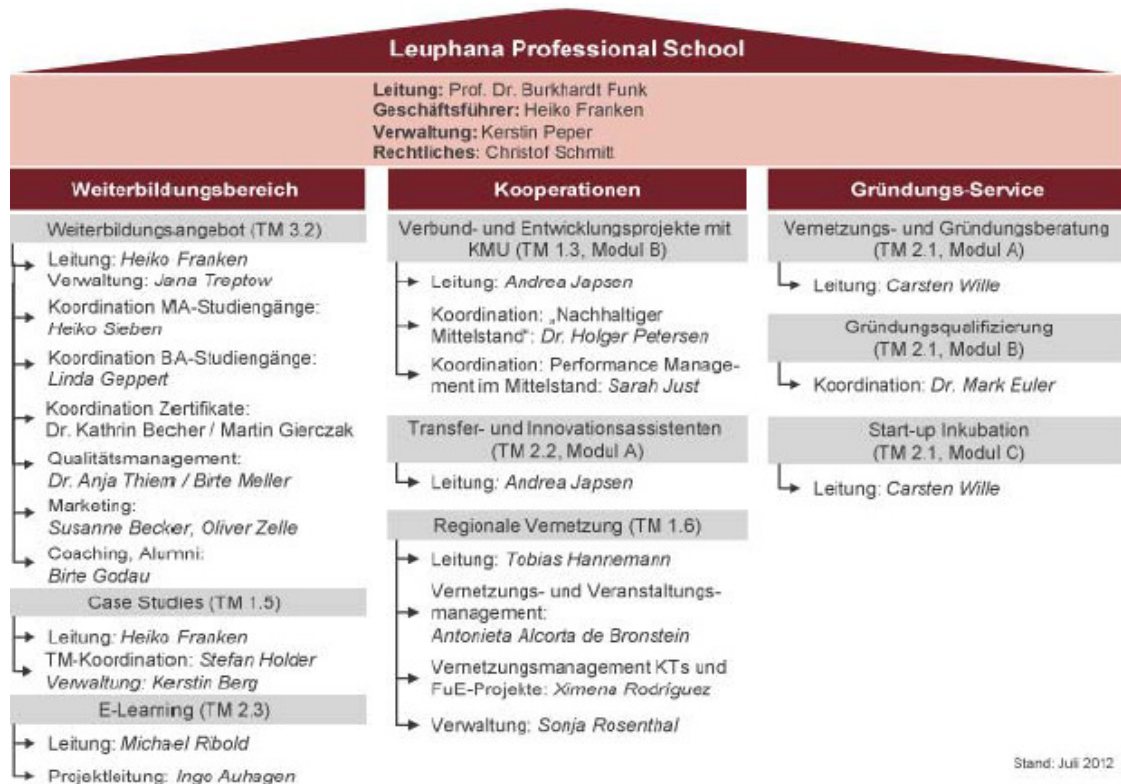 Leuphana Professional School
Leitung: Prof. Dr. Burkhardt Funk
Geschäftsführer: Heiko Franken
Verwaltung: Kerstin Peper
Rechtliches: Christof Schmitt
Weiterbildungsbereich
Weiterbildungsangebot (TM 3.2)
Leitung: Heiko Franken
Verwaltung: Jana Treptow
Koordination MA-Studiengänge:
Heiko Sieben
Koordination BA-Studiengänge:
Linda Geppert
Koordination Zertifikate:
Dr. Kathrin Becher / Martin Gierczak
Qualitätsmanagement:
Dr. Anja Thiem / Birte Meller
Marketing:
Susanne Becker, Oliver Zelle
Coaching, Alumni:
Birte Godau
Case Studies (TM 1.5)
Leitung: Heiko Franken
TM-Koordination: Stefan Holder
Verwaltung: Kerstin Berg
E-Learning (TM 2.3)
Leitung: Michael Ribold
Projektleitung: Ingo Auhagen
Kooperationen
Verbund- und Entwicklungsprojekte mit
KMU (TM 1.3, Modul B)
Leitung: Andrea Japsen
Koordination: „Nachhaltiger
Mittelstand“: Dr. Holger Petersen
Koordination: Performance Manage-
ment im Mittelstand: Sarah Just
Transfer- und Innovationsassistenten
(TM 2.2, Modul A)
Leitung: Andrea Japsen
Regionale Vernetzung (TM 1.6)
Leitung: Tobias Hannemann
Vernetzungs- und Veranstaltungs-
management:
Antonieta Alcorta de Bronstein
Vernetzungsmanagement KTs und
FuE-Projekte: Ximena Rodríguez
Verwaltung: Sonja Rosenthal
Gründungs-Service
Vernetzungs- und Gründungsberatung
(TM 2.1, Modul A)
Leitung: Carsten Wille
Gründungsqualifizierung
(TM 2.1, Modul B)
Koordination: Dr. Mark Euler
Start-up Inkubation
(TM 2.1, Modul C)
Leitung: Carsten Wille
Stand: Juli 2012